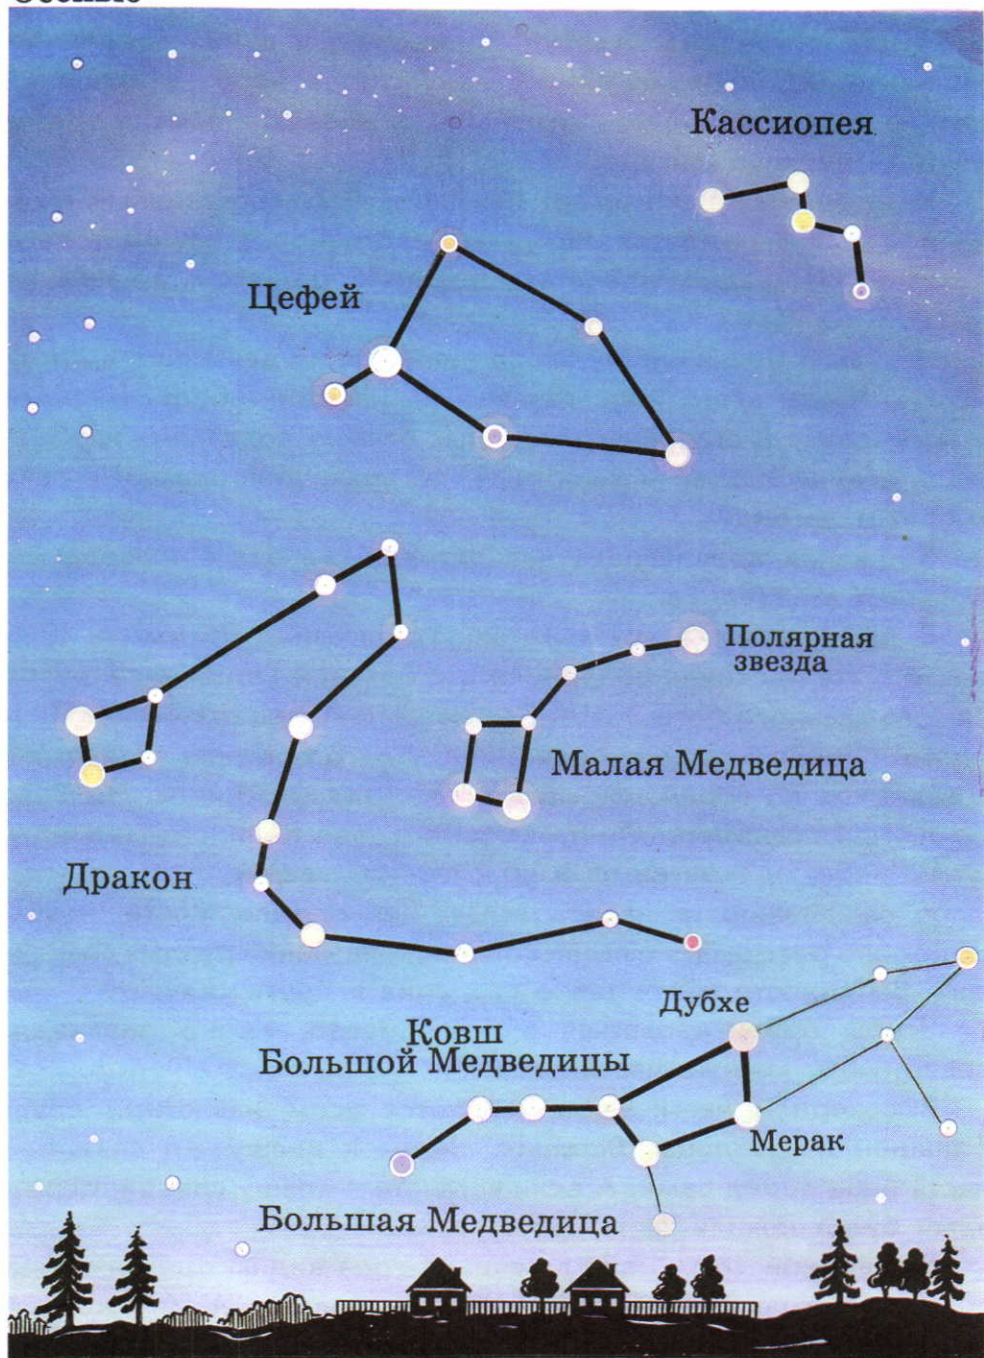 Кассиопея
Цефей
Полярная
звезда
Малая Медведица
Дракон
Дубхе
Ковш
Большой Медведицы
Мерак
Большая Медведица